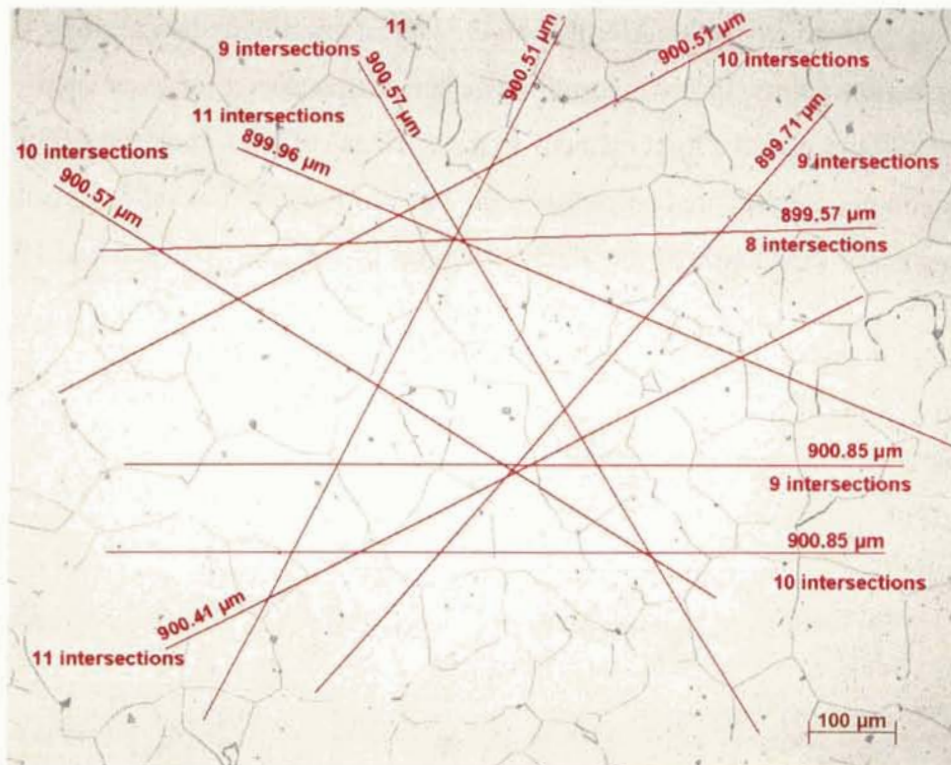 11
9 intersections
900.57 µm
900.51 µm
900.51 µm
10 intersections
11 intersections
899.96 µm
899.71 µm
10 intersections
900.57 µm
9 intersections
899.57 µm
8 intersections
900.85 µm
9 intersections
900.85 µm
10 intersections
900.41 µm
11 intersections
100 µm